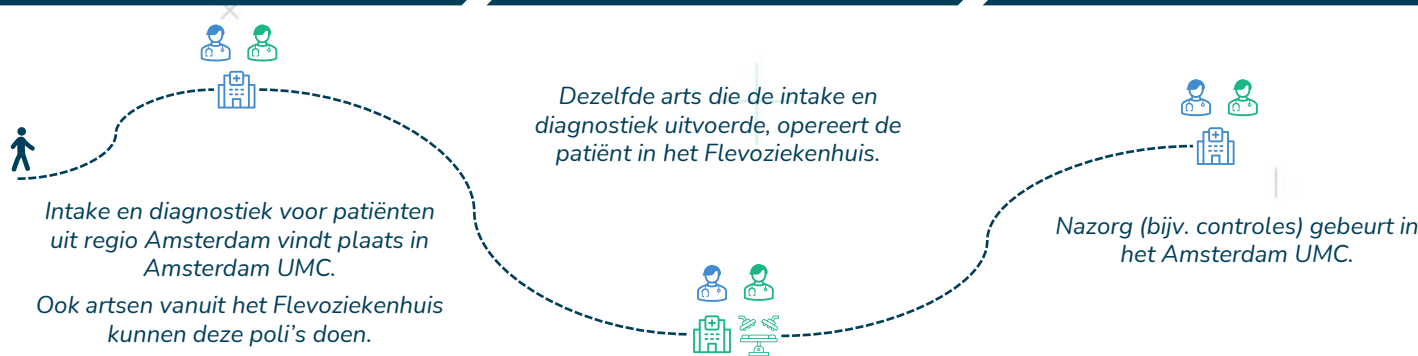 Intake en diagnostiek voor patiënten
uit regio Amsterdam vindt plaats in
Amsterdam UMC.
Ook artsen vanuit het Flevoziekenhuis
kunnen deze poli’s doen.
Dezelfde arts die de intake en
diagnostiek uitvoerde, opereert de
patiënt in het Flevoziekenhuis.
Nazorg (bijv. controles) gebeurt in
het Amsterdam UMC.